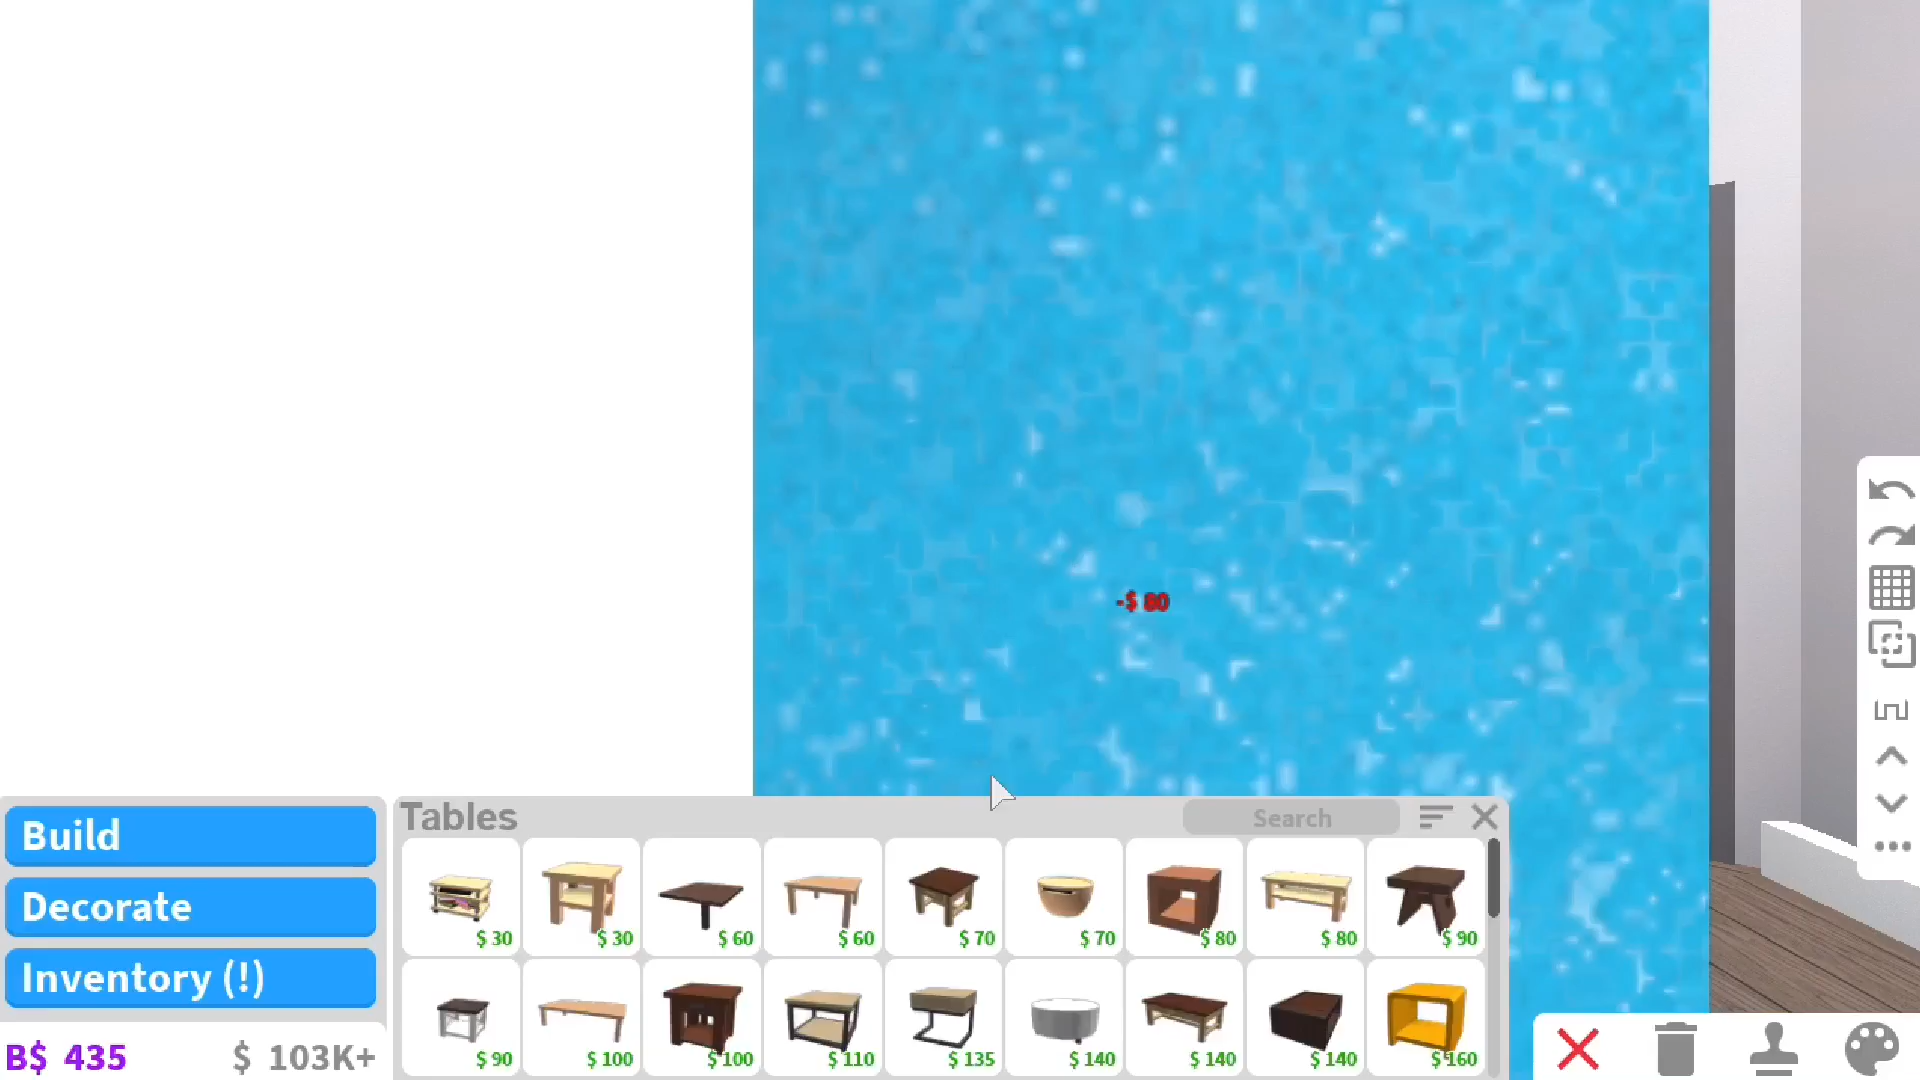 -$ 80
Tables
Search
Build
Decorate
Inventory (!)
B$ 435
$ 103K+
$ 30 $ 30 $ 60 $ 60 $ 70 $ 70 $ 80 $ 80 $ 90
$ 90 $ 100 $ 100 $ 110 $ 135 $ 140 $ 140 $ 140 $ 160